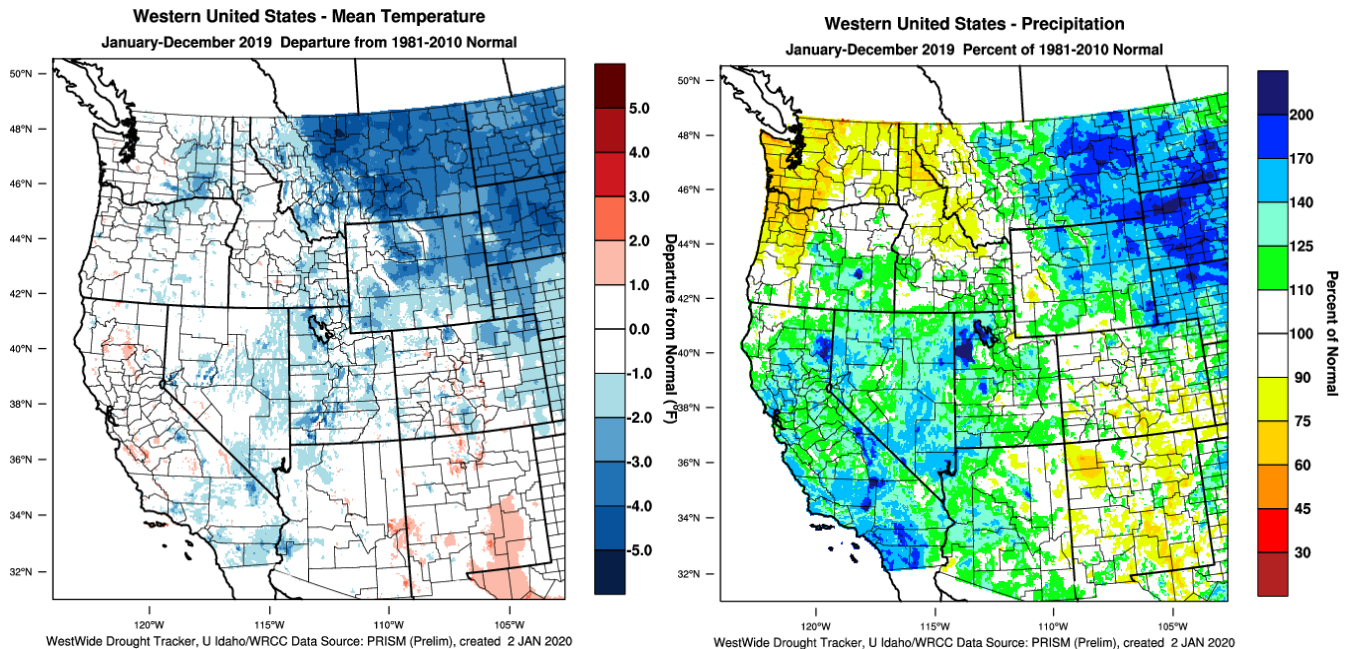 Western United States - Mean Temperature
January-December 2019 Departure from 1981-2010 Normal
50°N
48°N
46°N
44°N
42°N
40°N
38°N
36°N
34°N
32°N
120°W
115°W
110°W
105°W
5.0
4.0
3.0
2.0
1.0
0.0
-1.0
-2.0
-3.0
-4.0
-5.0
Departure from Normal (°F)
WestWide Drought Tracker, U Idaho/WRCC Data Source: PRISM (Prelim), created 2 JAN 2020
Western United States - Precipitation
January-December 2019 Percent of 1981-2010 Normal
50°N
48°N
46°N
44°N
42°N
40°N
38°N
36°N
34°N
32°N
120°W
115°W
110°W
105°W
200
170
140
125
110
100
90
75
60
45
30
Percent of Normal
WestWide Drought Tracker, U Idaho/WRCC Data Source: PRISM (Prelim), created 2 JAN 2020